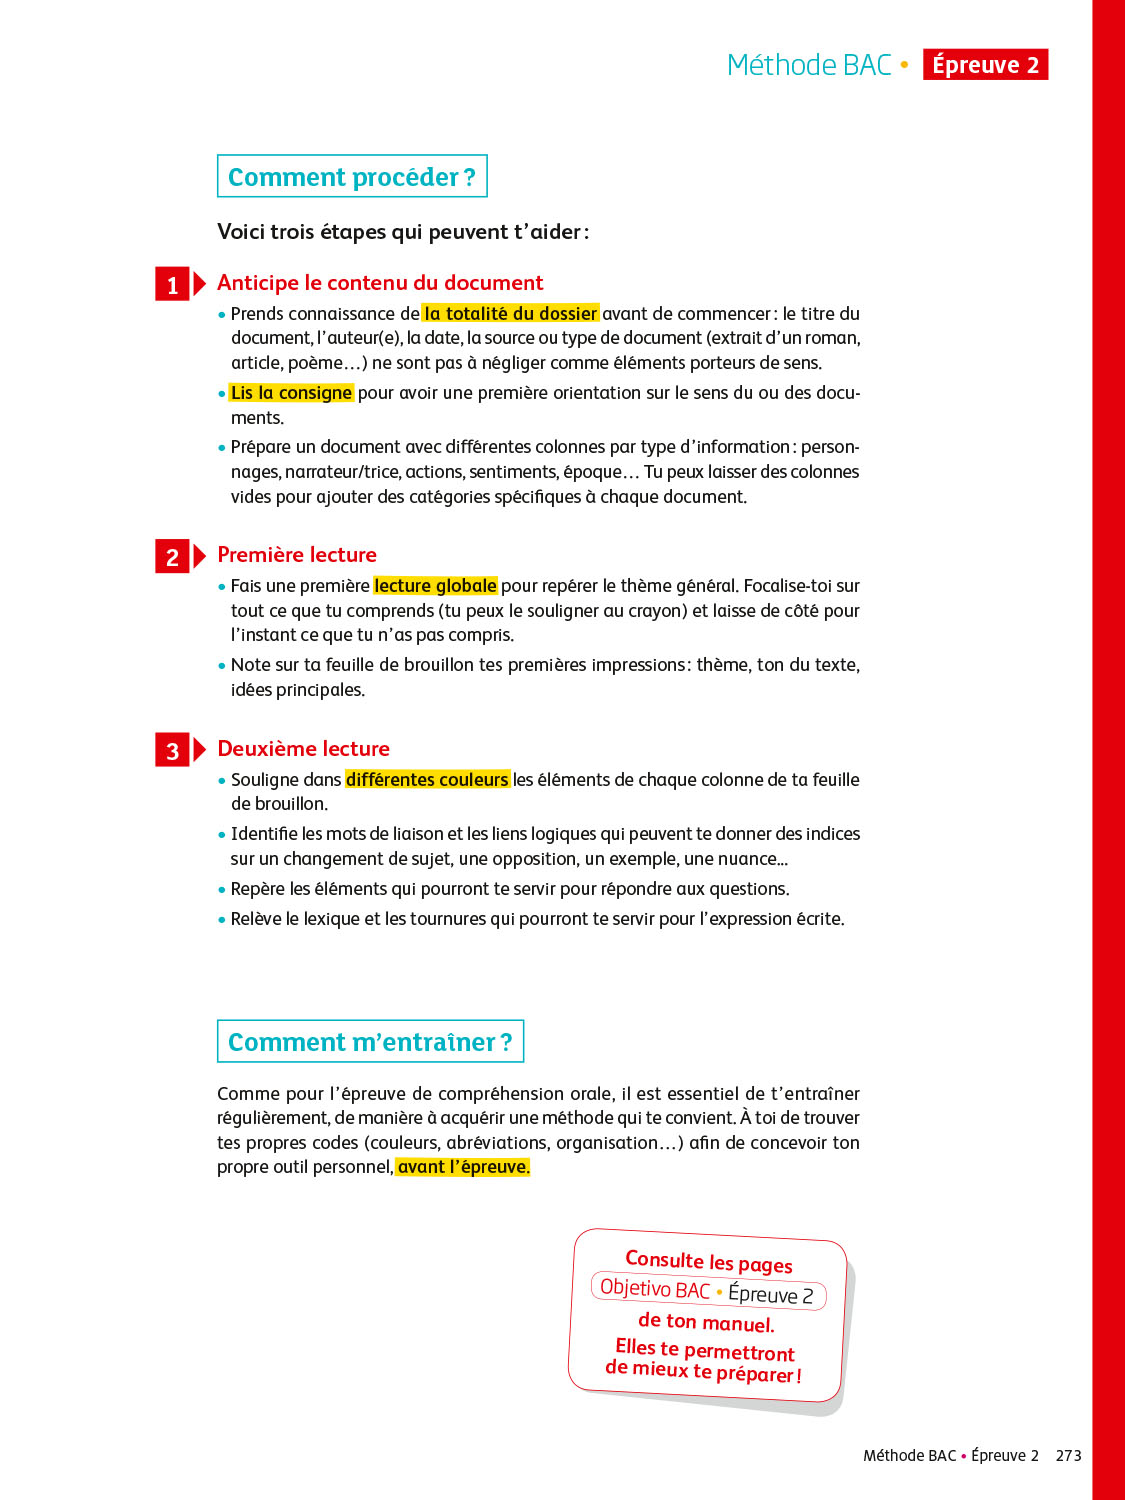 Méthode BAC • Épreuve 2
Comment procéder ?
Voici trois étapes qui peuvent t’aider :
1 Anticipe le contenu du document
• Prends connaissance de la totalité du dossier avant de commencer : le titre du
document, l’auteur(e), la date, la source ou type de document (extrait d’un roman,
article, poème…) ne sont pas à négliger comme éléments porteurs de sens.
• Lis la consigne pour avoir une première orientation sur le sens du ou des docu-
ments.
• Prépare un document avec différentes colonnes par type d’information : person-
nages, narrateur/trice, actions, sentiments, époque… Tu peux laisser des colonnes
vides pour ajouter des catégories spécifiques à chaque document.
2 Première lecture
• Fais une première lecture globale pour repérer le thème général. Focalise-toi sur
tout ce que tu comprends (tu peux le souligner au crayon) et laisse de côté pour
l’instant ce que tu n’as pas compris.
• Note sur ta feuille de brouillon tes premières impressions : thème, ton du texte,
idées principales.
3 Deuxième lecture
• Souligne dans différentes couleurs les éléments de chaque colonne de ta feuille
de brouillon.
• Identifie les mots de liaison et les liens logiques qui peuvent te donner des indices
sur un changement de sujet, une opposition, un exemple, une nuance...
• Repère les éléments qui pourront te servir pour répondre aux questions.
• Relève le lexique et les tournures qui pourront te servir pour l’expression écrite.
Comment m’entraîner ?
Comme pour l’épreuve de compréhension orale, il est essentiel de t’entraîner
régulièrement, de manière à acquérir une méthode qui te convient. À toi de trouver
tes propres codes (couleurs, abréviations, organisation…) afin de concevoir ton
propre outil personnel, avant l’épreuve.
Consulte les pages
Objetivo BAC • Épreuve 2
de ton manuel.
Elles te permettront
de mieux te préparer !
Méthode BAC • Épreuve 2 273